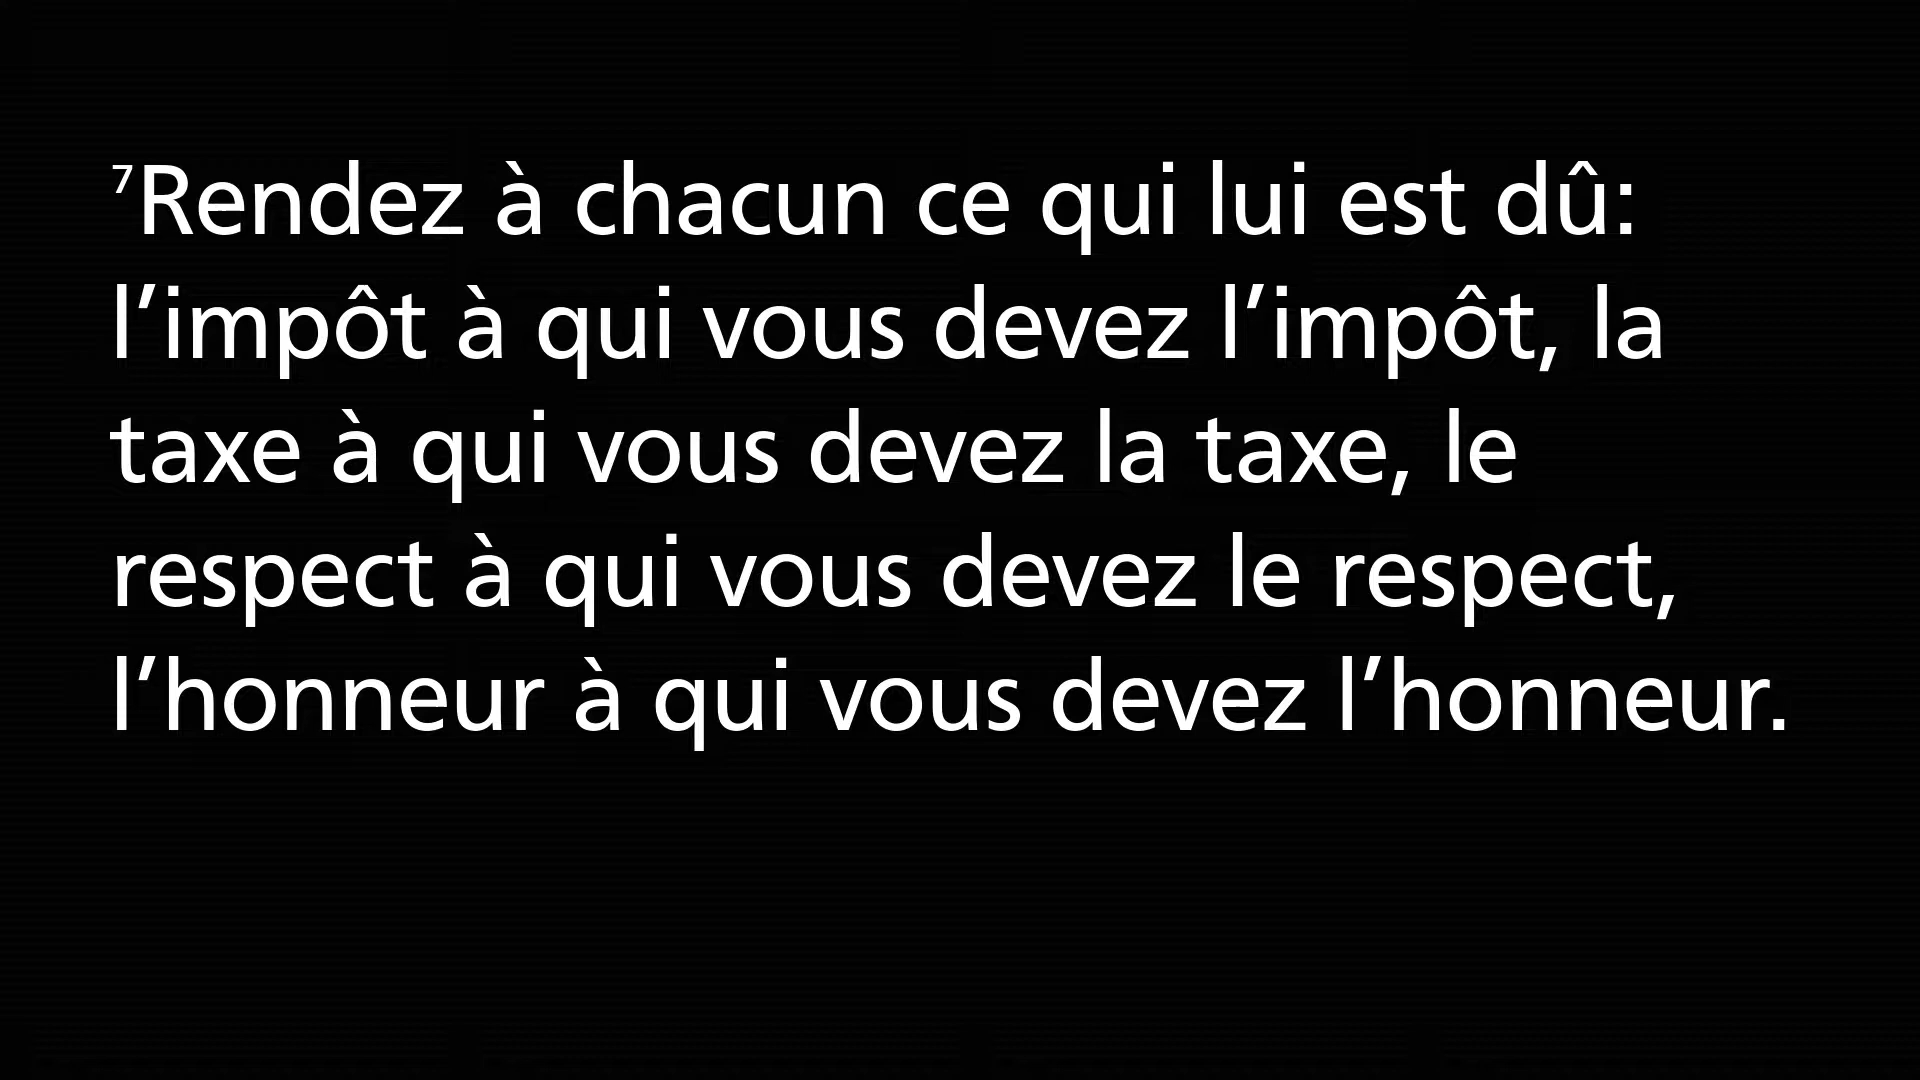 ⁷Rendez à chacun ce qui lui est dû:
l’impôt à qui vous devez l’impôt, la
taxe à qui vous devez la taxe, le
respect à qui vous devez le respect,
l’honneur à qui vous devez l’honneur.